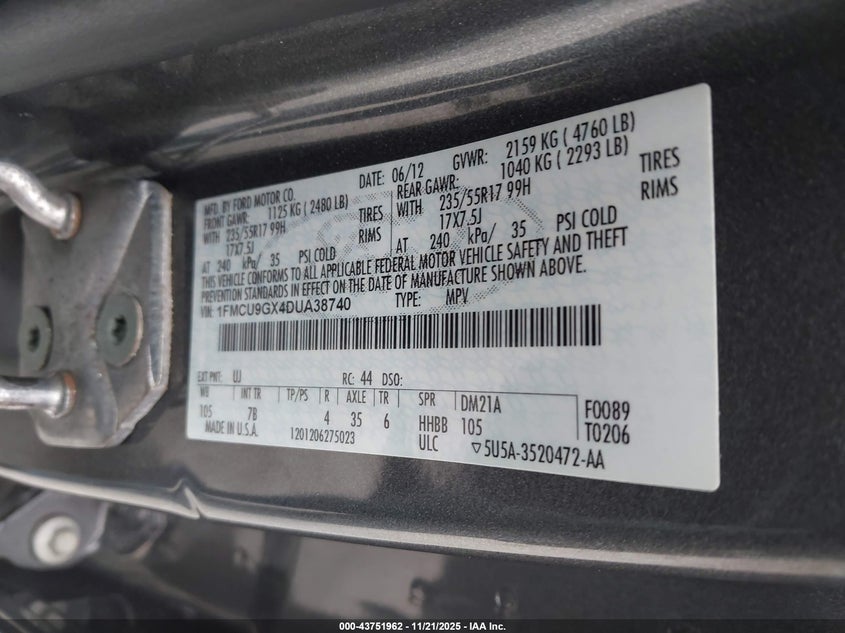 MFD. BY FORD MOTOR CO.
DATE: 06/12 GVWR: 2159 KG ( 4760 LB)
FRONT GAWR: 1125 KG ( 2480 LB)
REAR GAWR: 1040 KG ( 2293 LB)
WITH 235/55R17 99H TIRES
WITH 235/55R17 99H TIRES
17X7.5J RIMS
17X7.5J RIMS
AT 240 kPa/ 35 PSI COLD
AT 240 kPa/ 35 PSI COLD
THIS VEHICLE CONFORMS TO ALL APPLICABLE FEDERAL MOTOR VEHICLE SAFETY AND THEFT
PREVENTION STANDARDS IN EFFECT ON THE DATE OF MANUFACTURE SHOWN ABOVE.
VIN: 1FMCU9GX4DUA38740 TYPE: MPV
EXT PNT: UJ RC: 44 DSO:
WB INT TR TP/PS R AXLE TR SPR DM21A F0089
105 7B 4 35 6 HHBB 105 T0206
MADE IN U.S.A. 1201206275023 ULC ▽5U5A-3520472-AA
000-43751962 - 11/21/2025 - IAA Inc.